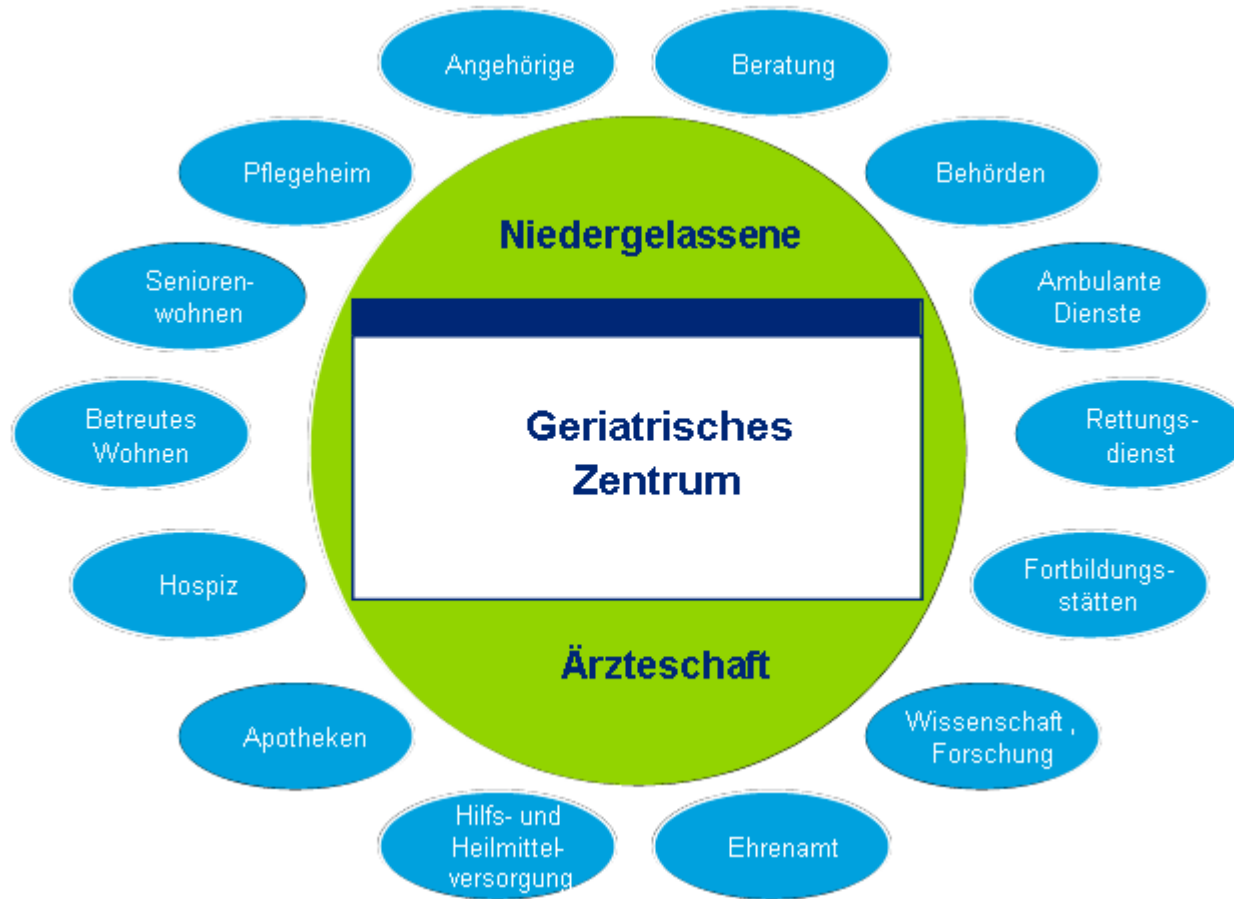 Angehörige
Beratung
Pflegeheim
Behörden
Niedergelassene
Senioren-
wohnen
Ambulante
Dienste
Betreutes
Wohnen
Geriatrisches
Zentrum
Rettungs-
dienst
Hospiz
Fortbildungs-
stätten
Ärzteschaft
Apotheken
Wissenschaft ,
Forschung
Hilfs- und
Heilmittel-
versorgung
Ehrenamt